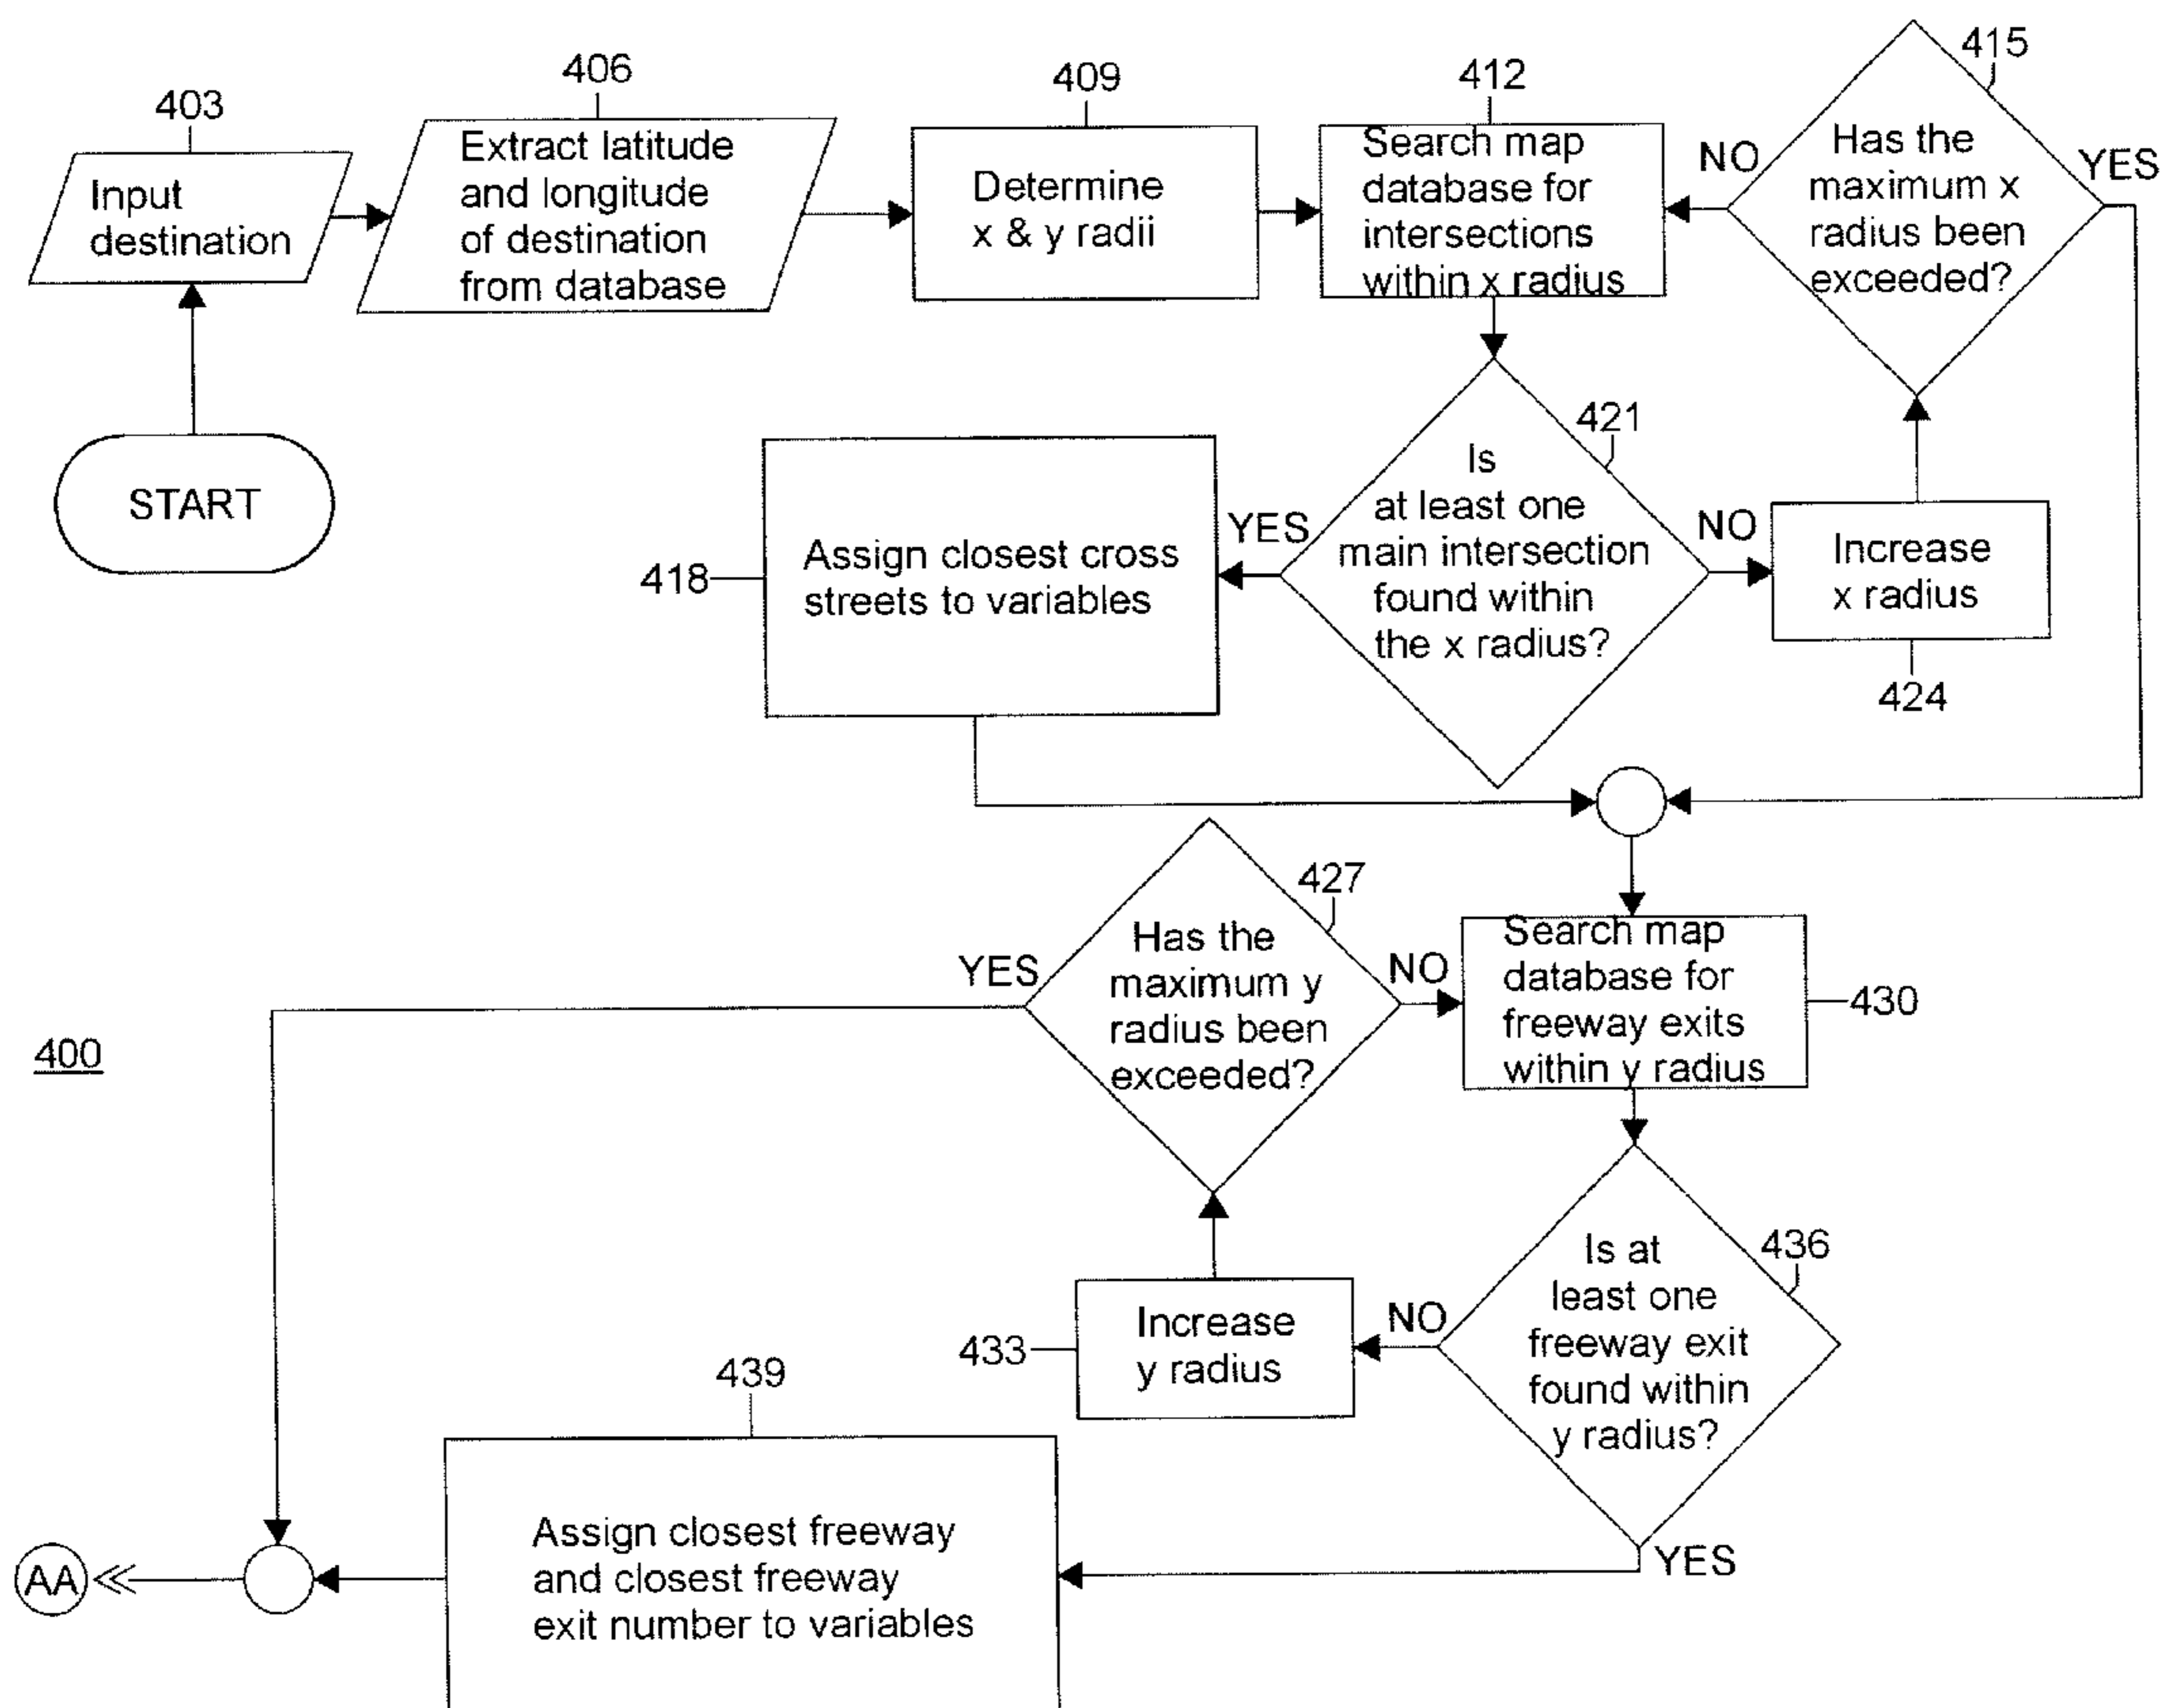 403
Input
destination
406
Extract latitude
and longitude
of destination
from database
409
Determine
x & y radii
412
Search map
database for
intersections
within x radius
415
Has the
maximum x
radius been
exceeded?
NO
YES
START
418
Assign closest cross
streets to variables
YES
421
Is
at least one
main intersection
found within
the x radius?
NO
Increase
x radius
424
427
Has the
maximum y
radius been
exceeded?
YES
NO
Search map
database for
freeway exits
within y radius
430
400
433
Increase
y radius
NO
436
Is at
least one
freeway exit
found within
y radius?
YES
439
Assign closest freeway
and closest freeway
exit number to variables
AA